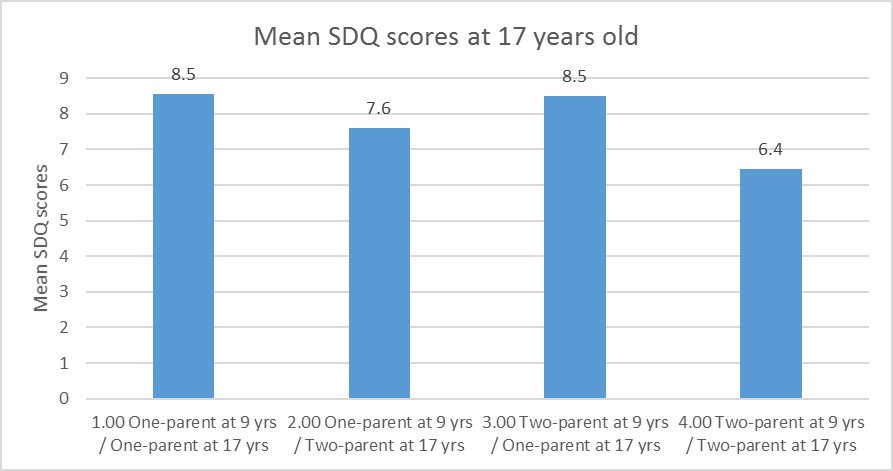 Mean SDQ scores at 17 years old
Mean SDQ scores
9
8
7
6
5
4
3
2
1
0
8.5
7.6
8.5
6.4
1.00 One-parent at 9 yrs
/ One-parent at 17 yrs
2.00 One-parent at 9 yrs
/ Two-parent at 17 yrs
3.00 Two-parent at 9 yrs
/ One-parent at 17 yrs
4.00 Two-parent at 9 yrs
/ Two-parent at 17 yrs